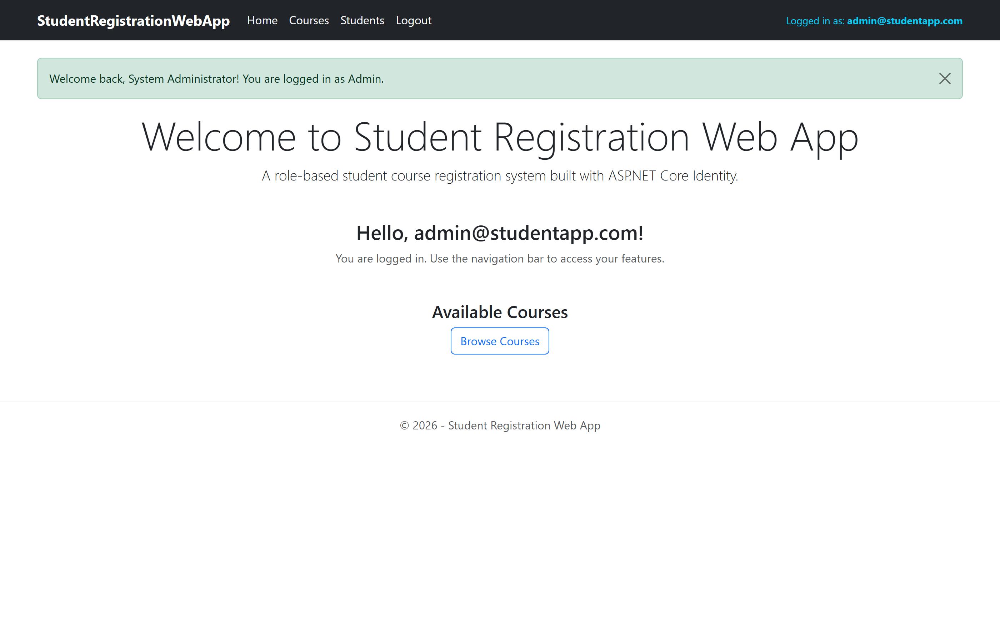 StudentRegistrationWebApp Home Courses Students Logout Logged in as: admin@studentapp.com
Welcome back, System Administrator! You are logged in as Admin.
Welcome to Student Registration Web App
A role-based student course registration system built with ASP.NET Core Identity.
Hello, admin@studentapp.com!
You are logged in. Use the navigation bar to access your features.
Available Courses
Browse Courses
© 2026 - Student Registration Web App